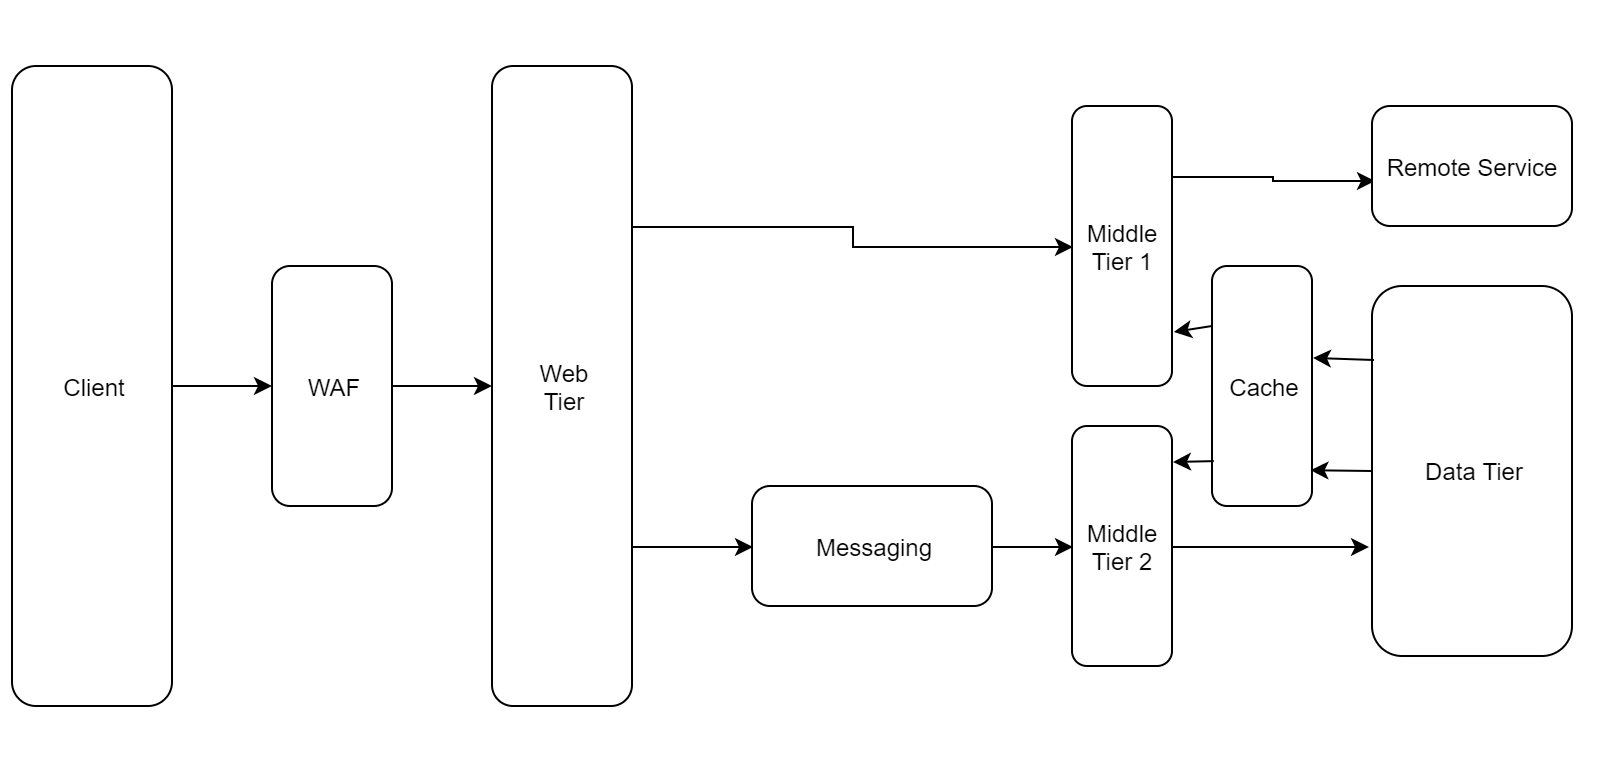 Client
WAF
Web
Tier
Messaging
Middle
Tier 1
Middle
Tier 2
Cache
Remote Service
Data Tier